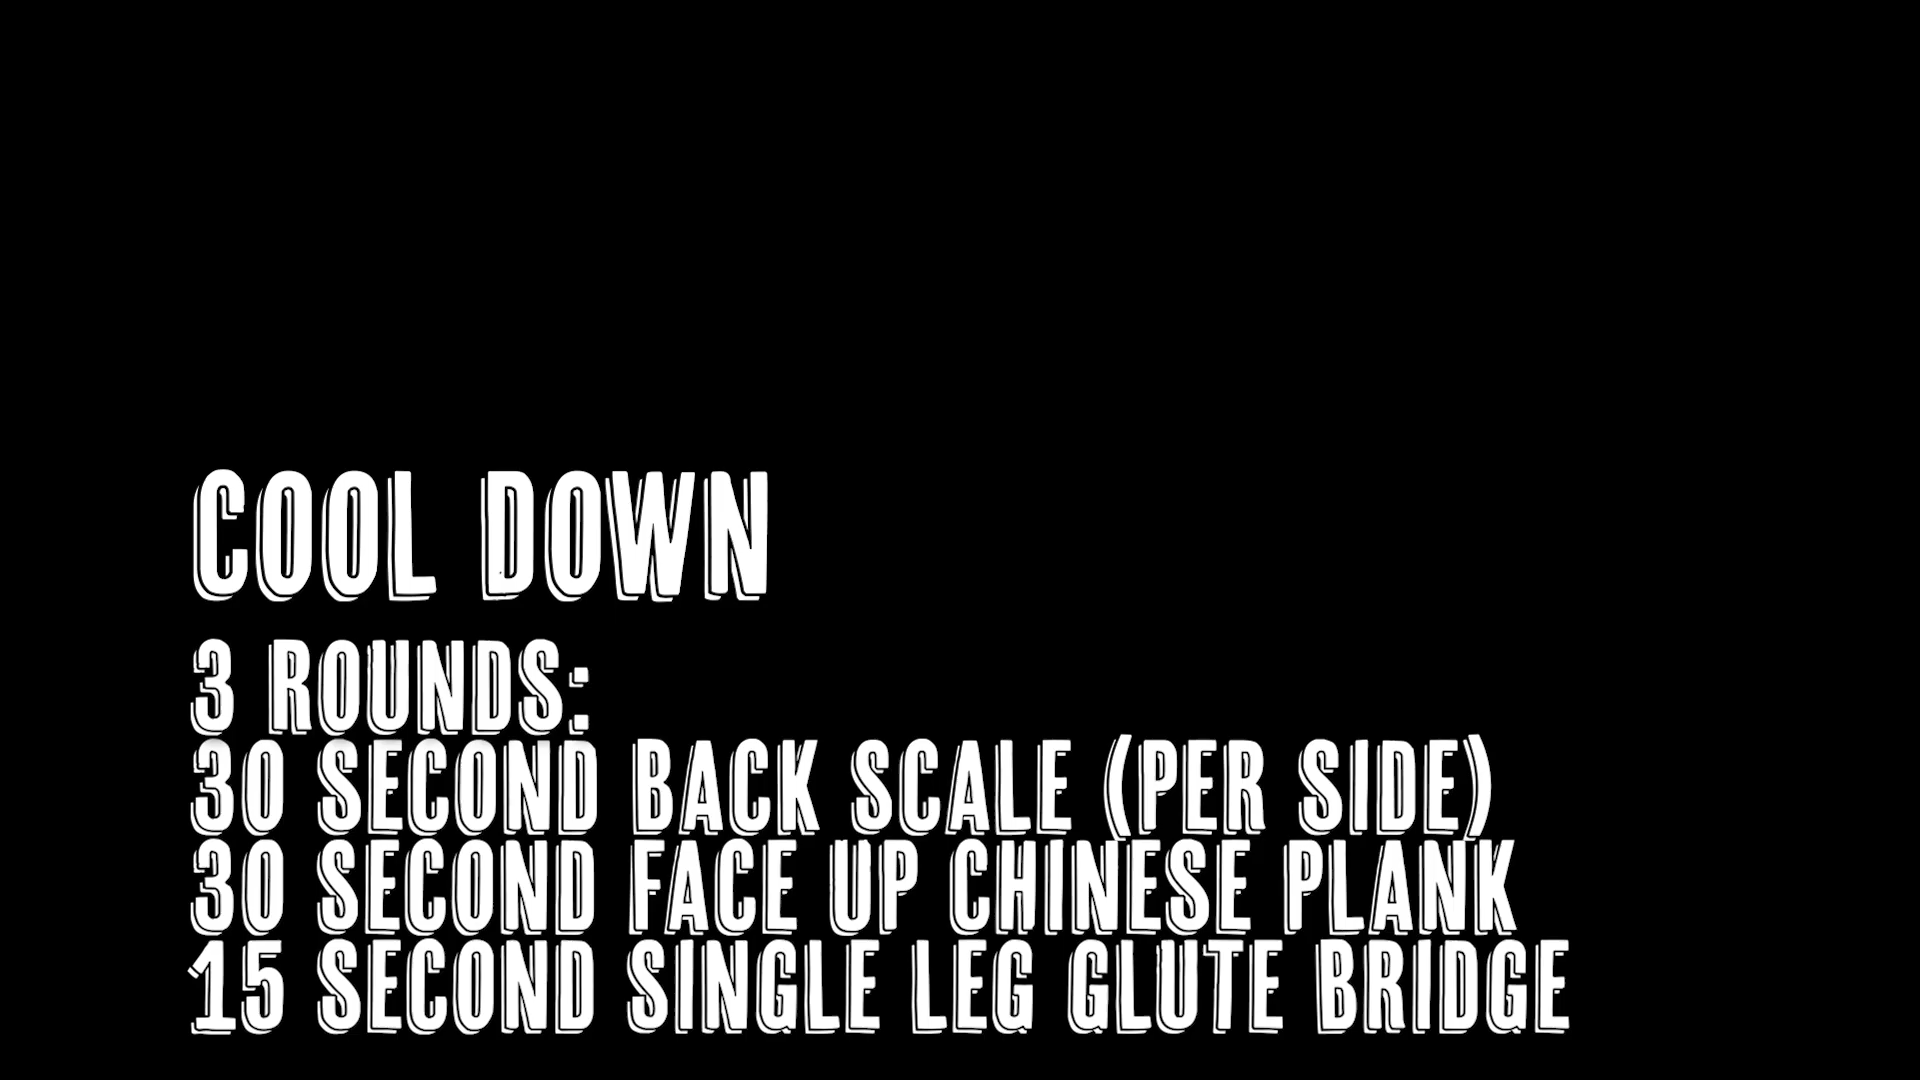 COOL DOWN
3 ROUNDS:
30 SECOND BACK SCALE (PER SIDE)
30 SECOND FACE UP CHINESE PLANK
15 SECOND SINGLE LEG GLUTE BRIDGE